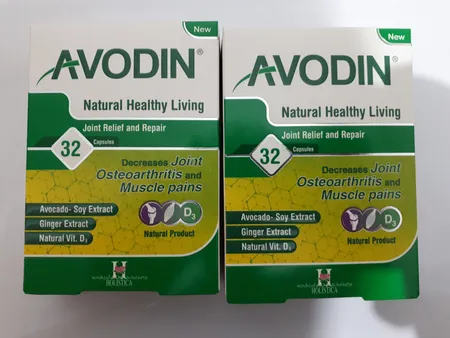 New
AVODIN®
Natural Healthy Living
Joint Relief and Repair
32 Capsules
Decreases Joint
Osteoarthritis and
Muscle pains
Avocado- Soy Extract
Ginger Extract
Natural Vit. D₃
D₃
Natural Product
H
HOLISTICA
New
AVODIN®
Natural Healthy Living
Joint Relief and Repair
32 Capsules
Decreases Joint
Osteoarthritis and
Muscle pains
Avocado- Soy Extract
Ginger Extract
Natural Vit. D₃
D₃
Natural Product
H
HOLISTICA